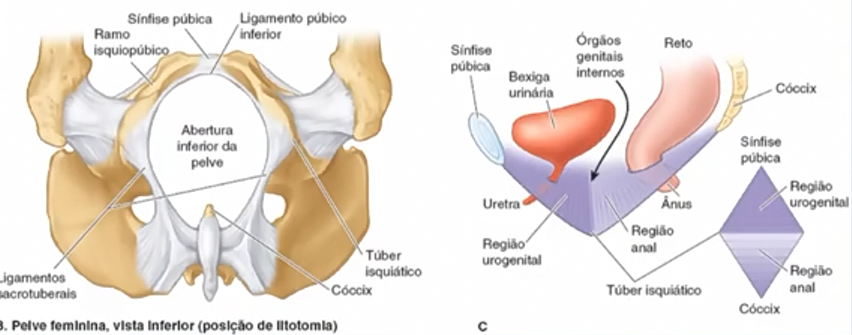 Sínfise púbica
Ligamento púbico
inferior
Ramo
isquiopúbico
Abertura
inferior da
pelve
Ligamentos
sacrotuberais
Túber
isquiático
Cóccix
B. Pelve feminina, vista inferior (posição de litotomia)
Sínfise
púbica
Bexiga
urinária
Órgãos
genitais
internos
Reto
Cóccix
Uretra
Ânus
Região
urogenital
Região
anal
Túber isquiático
Sínfise
púbica
Região
urogenital
Região
anal
Cóccix
C